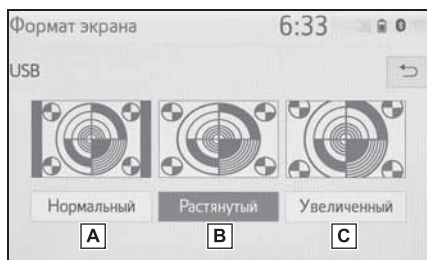 Формат экрана 6:33
USB
Нормальный Растянутый Увеличенный
A B C